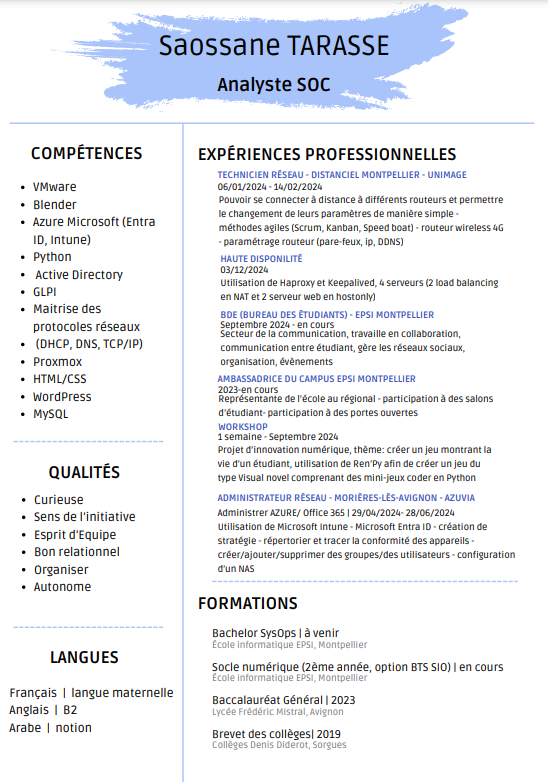 Saossane TARASSE
Analyste SOC
COMPÉTENCES
• VMware
• Blender
• Azure Microsoft (Entra
ID, Intune)
• Python
• Active Directory
• GLPI
• Maitrise des
protocoles réseaux
• (DHCP, DNS, TCP/IP)
• Proxmox
• HTML/CSS
• WordPress
• MySQL
QUALITÉS
• Curieuse
• Sens de l'initiative
• Esprit d'Equipe
• Bon relationnel
• Organiser
• Autonome
LANGUES
Français | langue maternelle
Anglais | B2
Arabe | notion
EXPÉRIENCES PROFESSIONNELLES
TECHNICIEN RÉSEAU - DISTANCIEL MONTPELLIER - UNIMAGE
06/01/2024 - 14/02/2024
Pouvoir se connecter à distance à différents routeurs et permettre
le changement de leurs paramètres de manière simple -
méthodes agiles (Scrum, Kanban, Speed boat) - routeur wireless 4G
- paramétrage routeur (pare-feux, ip, DDNS)
HAUTE DISPONILITÉ
03/12/2024
Utilisation de Haproxy et Keepalived, 4 serveurs (2 load balancing
en NAT et 2 serveur web en hostonly)
BDE (BUREAU DES ÉTUDIANTS) - EPSI MONTPELLIER
Septembre 2024 - en cours
Secteur de la communication, travaille en collaboration,
communication entre étudiant, gère les réseaux sociaux,
organisation, évènements
AMBASSADRICE DU CAMPUS EPSI MONTPELLIER
2023-en cours
Représentante de l'école au régional - participation à des salons
d'étudiant- participation à des portes ouvertes
WORKSHOP
1 semaine - Septembre 2024
Projet d'innovation numérique, thème: créer un jeu montrant la
vie d'un étudiant, utilisation de Ren'Py afin de créer un jeu du
type Visual novel comprenant des mini-jeux coder en Python
ADMINISTRATEUR RÉSEAU - MORIÈRES-LÈS-AVIGNON - AZUVIA
Administrer AZURE/ Office 365 | 29/04/2024- 28/06/2024
Utilisation de Microsoft Intune - Microsoft Entra ID - création de
stratégie - répertorier et tracer la conformité des appareils -
créer/ajouter/supprimer des groupes/des utilisateurs - configuration
d'un NAS
FORMATIONS
Bachelor SysOps | à venir
École informatique EPSI, Montpellier
Socle numérique (2ème année, option BTS SIO) | en cours
École informatique EPSI, Montpellier
Baccalauréat Général | 2023
Lycée Frédéric Mistral, Avignon
Brevet des collèges| 2019
Collèges Denis Diderot, Sorgues